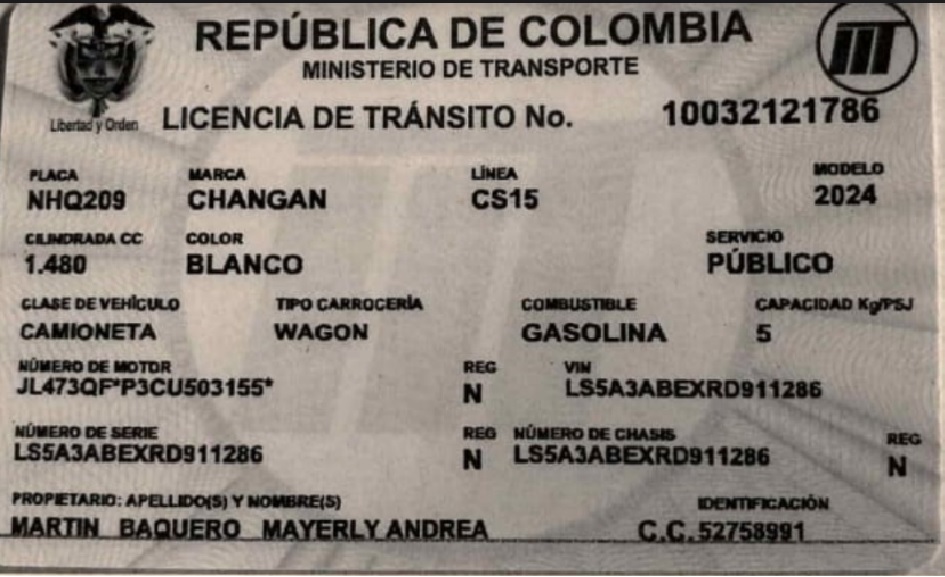 REPÚBLICA DE COLOMBIA
MINISTERIO DE TRANSPORTE
Libertad y Orden
LICENCIA DE TRÁNSITO No. 10032121786
PLACA MARCA LÍNEA MODELO
NHQ209 CHANGAN CS15 2024
CILINDRADA CC COLOR SERVICIO
1.480 BLANCO PÚBLICO
CLASE DE VEHÍCULO TIPO CARROCERÍA COMBUSTIBLE CAPACIDAD Kg/PSJ
CAMIONETA WAGON GASOLINA 5
NÚMERO DE MOTOR REG VIN
JL473QF*P3CU503155* N LS5A3ABEXRD911286
NÚMERO DE SERIE REG NÚMERO DE CHASIS REG
LS5A3ABEXRD911286 N LS5A3ABEXRD911286 N
PROPIETARIO: APELLIDO(S) Y NOMBRE(S) IDENTIFICACIÓN
MARTIN BAQUERO MAYERLY ANDREA C.C. 52758991